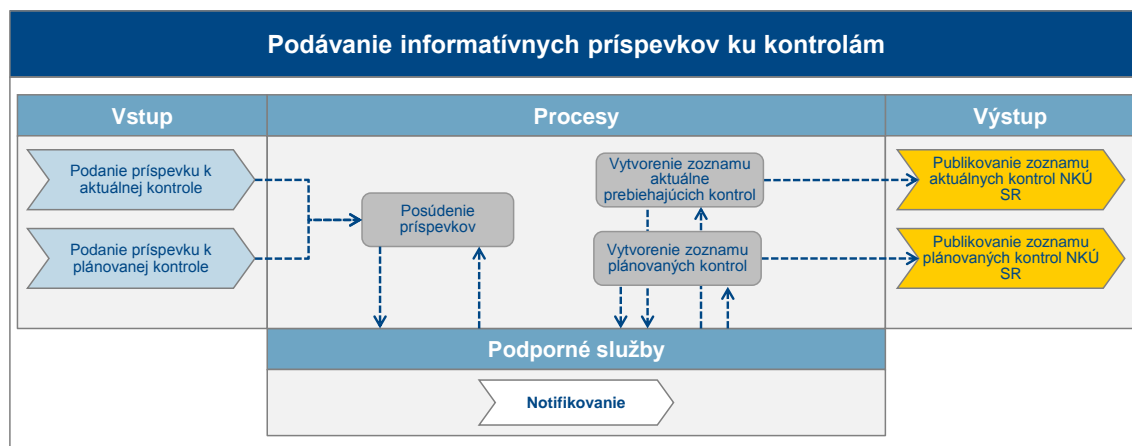 Podávanie informatívnych príspevkov ku kontrolám
Vstup
Procesy
Výstup
Podanie príspevku k
aktuálnej kontrole
Podanie príspevku k
plánovanej kontrole
Posúdenie
príspevkov
Vytvorenie zoznamu
aktuálne
prebiehajúcich kontrol
Vytvorenie zoznamu
plánovaných kontrol
Publikovanie zoznamu
aktuálnych kontrol NKÚ
SR
Publikovanie zoznamu
plánovaných kontrol NKÚ
SR
Podporné služby
Notifikovanie